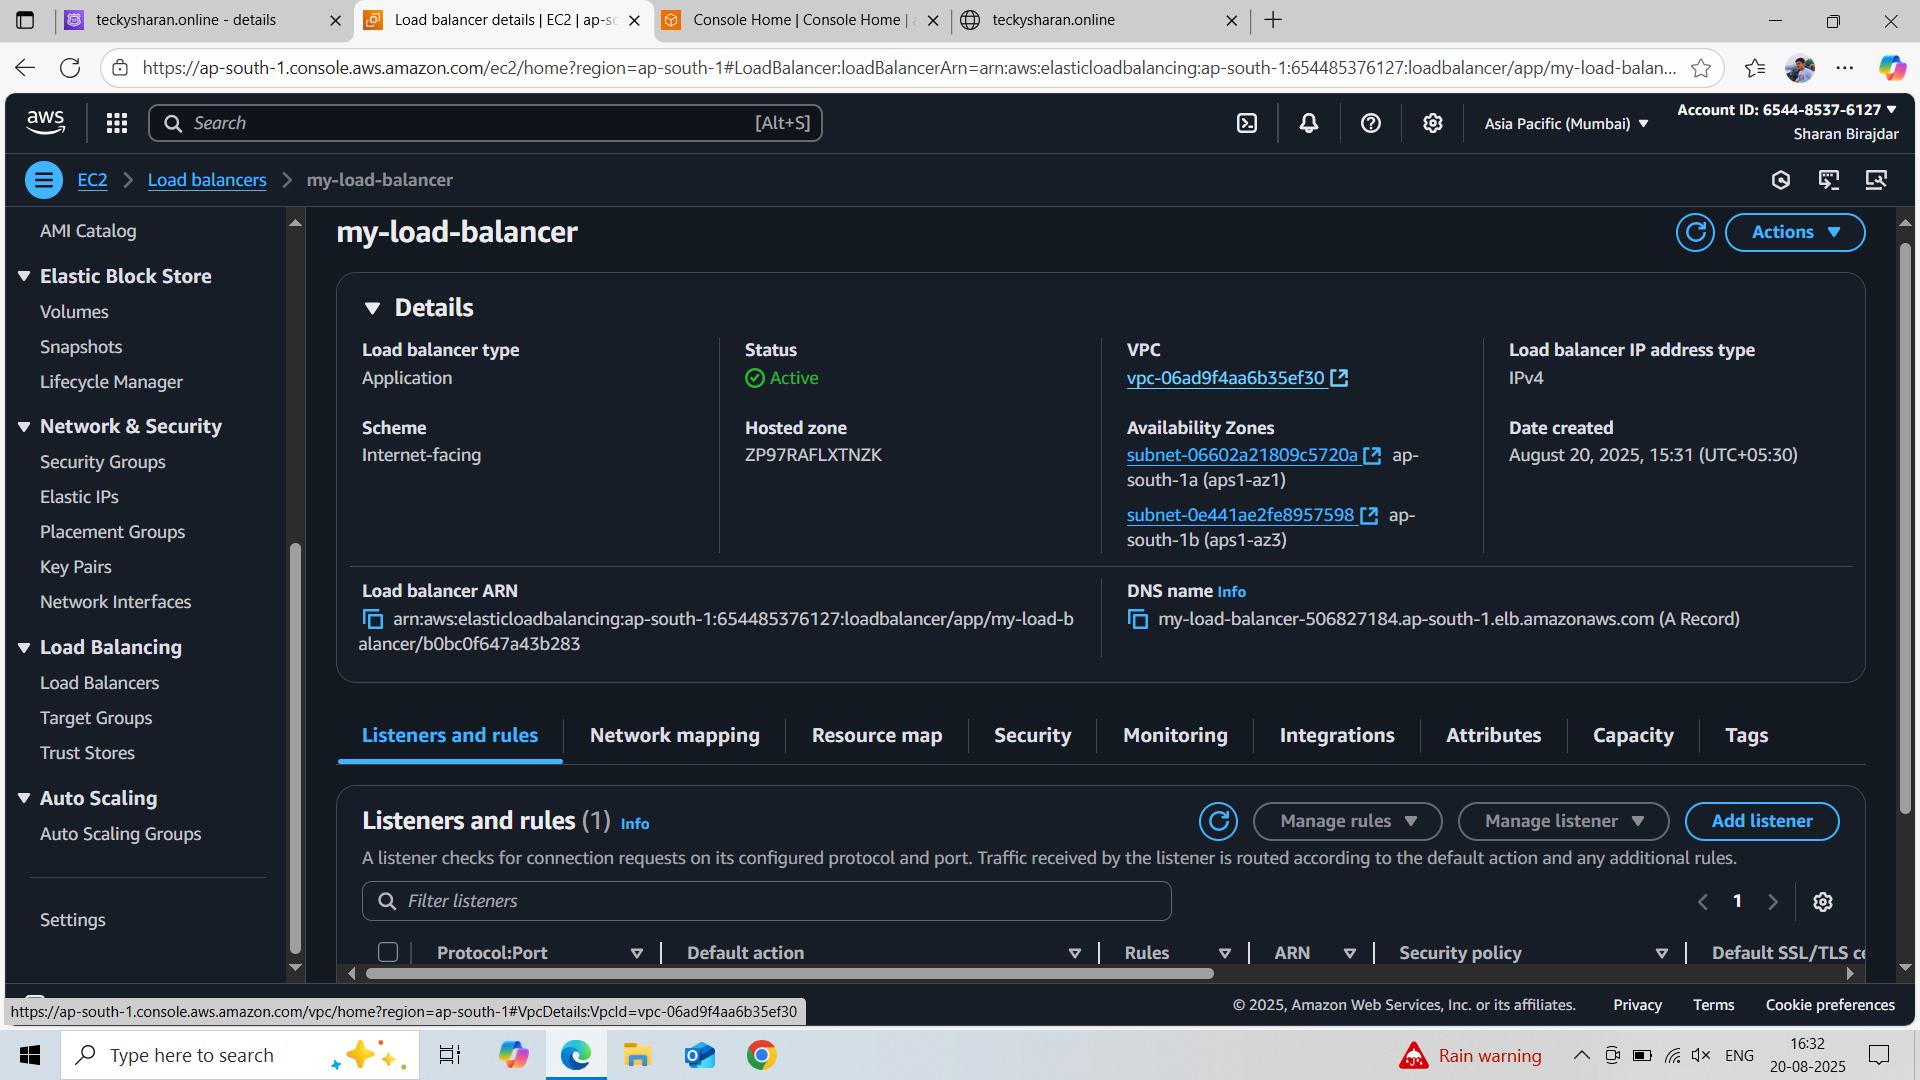 teckysharan.online - details
Load balancer details | EC2 | ap-sc
Console Home | Console Home |
teckysharan.online
https://ap-south-1.console.aws.amazon.com/ec2/home?region=ap-south-1#LoadBalancer:loadBalancerArn=arn:aws:elasticloadbalancing:ap-south-1:654485376127:loadbalancer/app/my-load-balan...
aws
Search
[Alt+S]
Asia Pacific (Mumbai)
Account ID: 6544-8537-6127
Sharan Birajdar
EC2
Load balancers
my-load-balancer
AMI Catalog
Elastic Block Store
Volumes
Snapshots
Lifecycle Manager
Network & Security
Security Groups
Elastic IPs
Placement Groups
Key Pairs
Network Interfaces
Load Balancing
Load Balancers
Target Groups
Trust Stores
Auto Scaling
Auto Scaling Groups
Settings
my-load-balancer
Actions
Details
Load balancer type
Application
Status
Active
VPC
vpc-06ad9f4aa6b35ef30
Load balancer IP address type
IPv4
Scheme
Internet-facing
Hosted zone
ZP97RAFLXTNZK
Availability Zones
subnet-06602a21809c5720a ap-
south-1a (aps1-az1)
subnet-0e441ae2fe8957598 ap-
south-1b (aps1-az3)
Date created
August 20, 2025, 15:31 (UTC+05:30)
Load balancer ARN
arn:aws:elasticloadbalancing:ap-south-1:654485376127:loadbalancer/app/my-load-b
alancer/b0bc0f647a43b283
DNS name Info
my-load-balancer-506827184.ap-south-1.elb.amazonaws.com (A Record)
Listeners and rules
Network mapping
Resource map
Security
Monitoring
Integrations
Attributes
Capacity
Tags
Listeners and rules (1) Info
Manage rules
Manage listener
Add listener
A listener checks for connection requests on its configured protocol and port. Traffic received by the listener is routed according to the default action and any additional rules.
Filter listeners
1
Protocol:Port
Default action
Rules
ARN
Security policy
Default SSL/TLS ce
https://ap-south-1.console.aws.amazon.com/vpc/home?region=ap-south-1#VpcDetails:VpcId=vpc-06ad9f4aa6b35ef30
© 2025, Amazon Web Services, Inc. or its affiliates.
Privacy
Terms
Cookie preferences
Type here to search
Rain warning
ENG
16:32
20-08-2025